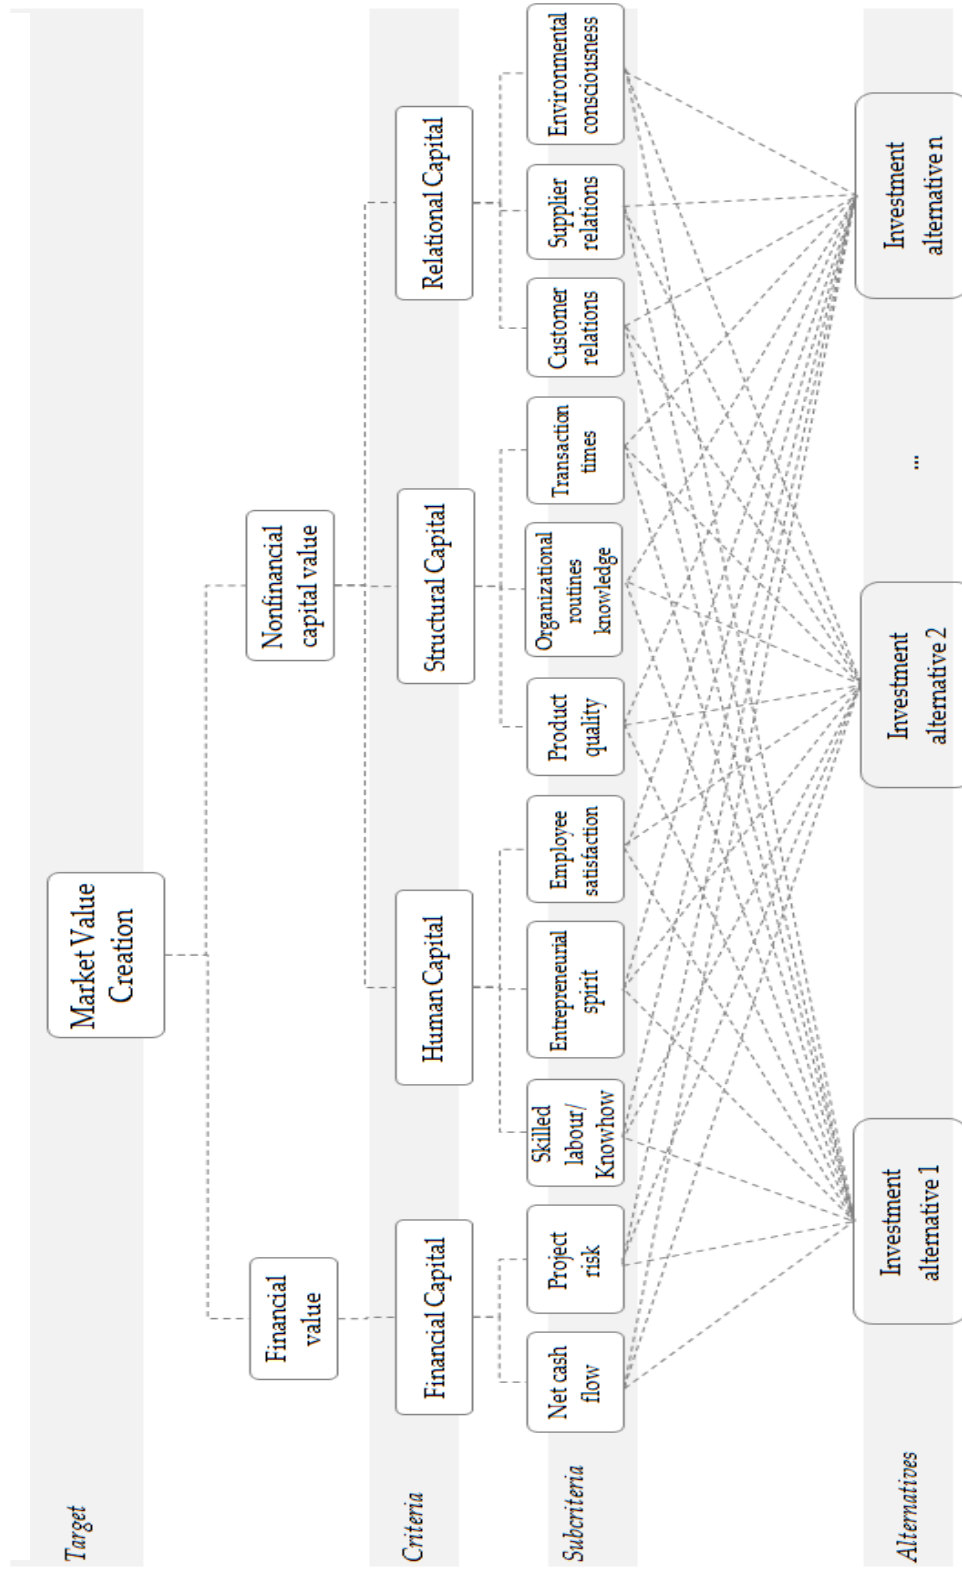 Target
Market Value
Creation
Financial
value
Nonfinancial
capital value
Criteria
Financial Capital
Human Capital
Structural Capital
Relational Capital
Subcriteria
Net cash
flow
Project
risk
Skilled
labour/
Knowhow
Entrepreneurial
spirit
Employee
satisfaction
Product
quality
Organizational
routines
knowledge
Transaction
times
Customer
relations
Supplier
relations
Environmental
consciousness
Alternatives
Investment
alternative 1
Investment
alternative 2
...
Investment
alternative n